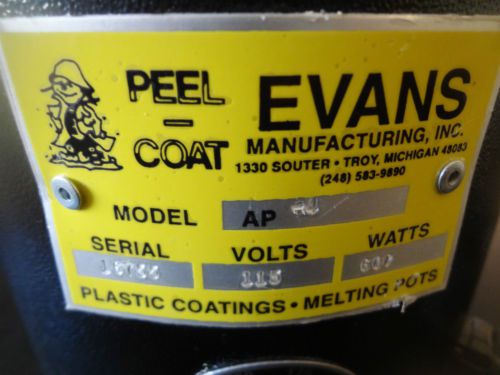 PEEL
-
COAT
EVANS
MANUFACTURING, INC.
1330 SOUTER • TROY, MICHIGAN 48083
(248) 583-9890
MODEL AP
SERIAL
VOLTS 115
WATTS 600
PLASTIC COATINGS • MELTING POTS